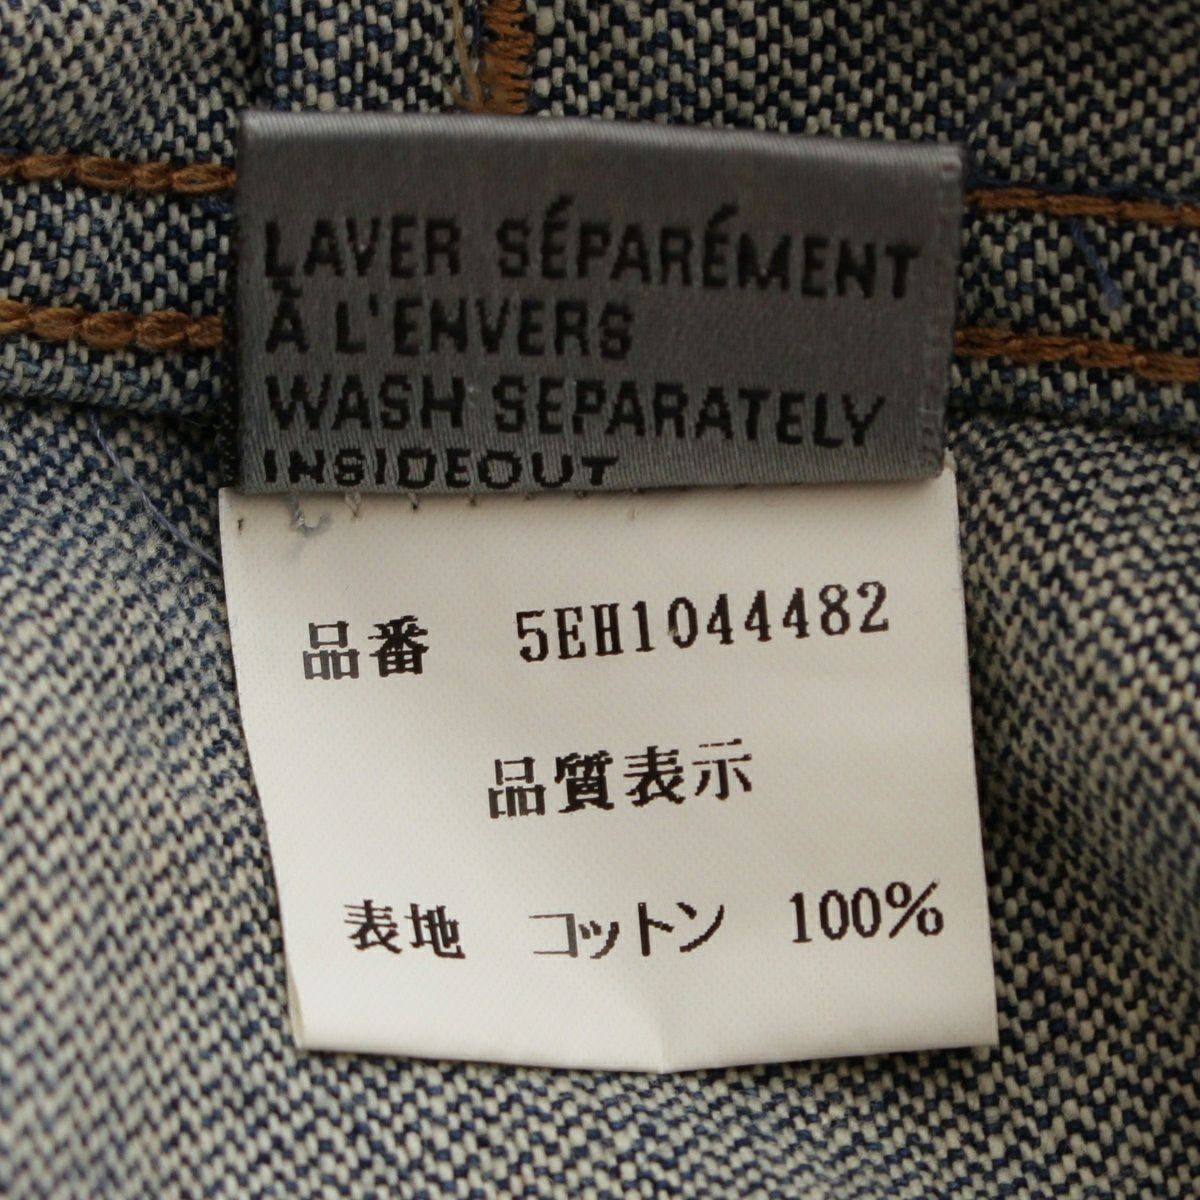 LAVER SÉPARÉMENT
À L'ENVERS
WASH SEPARATELY
INSIDEOUT
品番 5EH1044482
品質表示
表地 コットン 100%